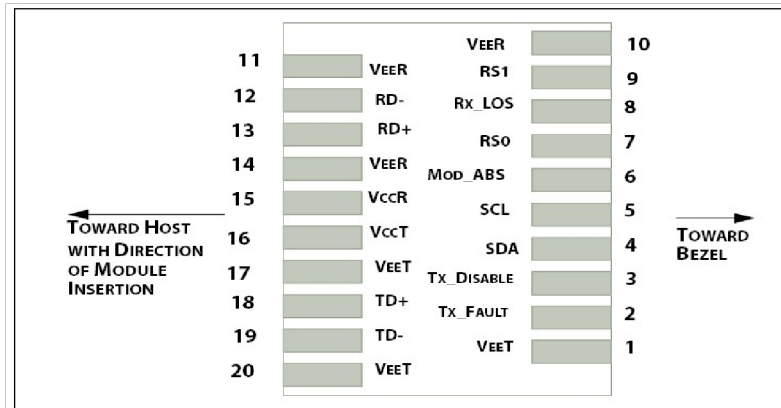 11 VEER
12 RD-
13 RD+
14 VEER
15 VCCR
16 VCCT
17 VEET
18 TD+
19 TD-
20 VEET
VEER 10
RS1 9
RX_LOS 8
RS0 7
MOD_ABS 6
SCL 5
SDA 4
TX_DISABLE 3
TX_FAULT 2
VEET 1
TOWARD HOST
WITH DIRECTION
OF MODULE
INSERTION
TOWARD
BEZEL